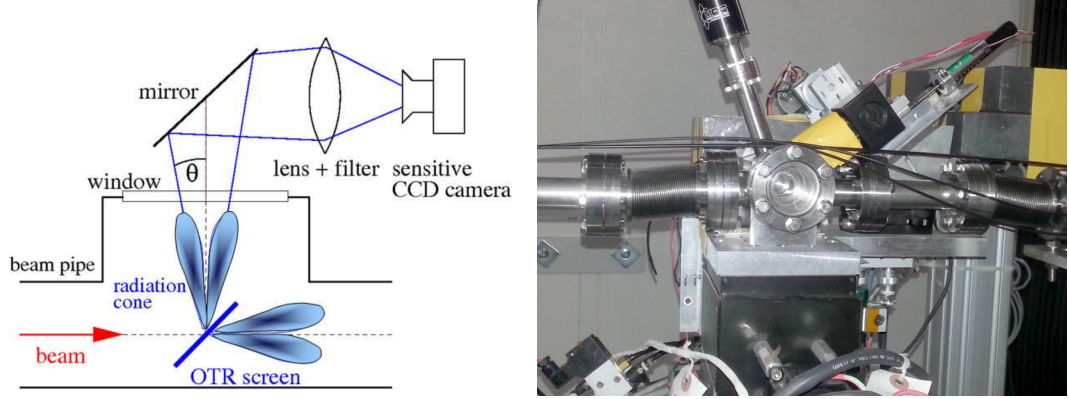 mirror
θ
window
lens + filter
sensitive
CCD camera
beam pipe
radiation
cone
beam
OTR screen